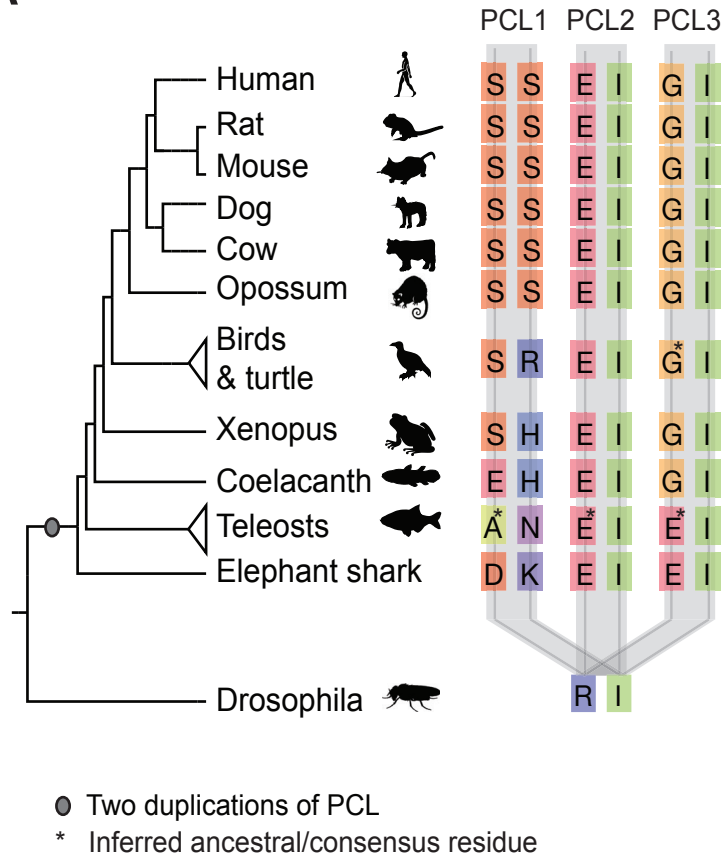 PCL1 PCL2 PCL3
Human S S E I G I
Rat S S E I G I
Mouse S S E I G I
Dog S S E I G I
Cow S S E I G I
Opossum S S E I G I
Birds
& turtle S R E I G* I
Xenopus S H E I G I
Coelacanth E H E I G I
Teleosts A* N E* I E* I
Elephant shark D K E I E I
Drosophila R I
Two duplications of PCL
* Inferred ancestral/consensus residue